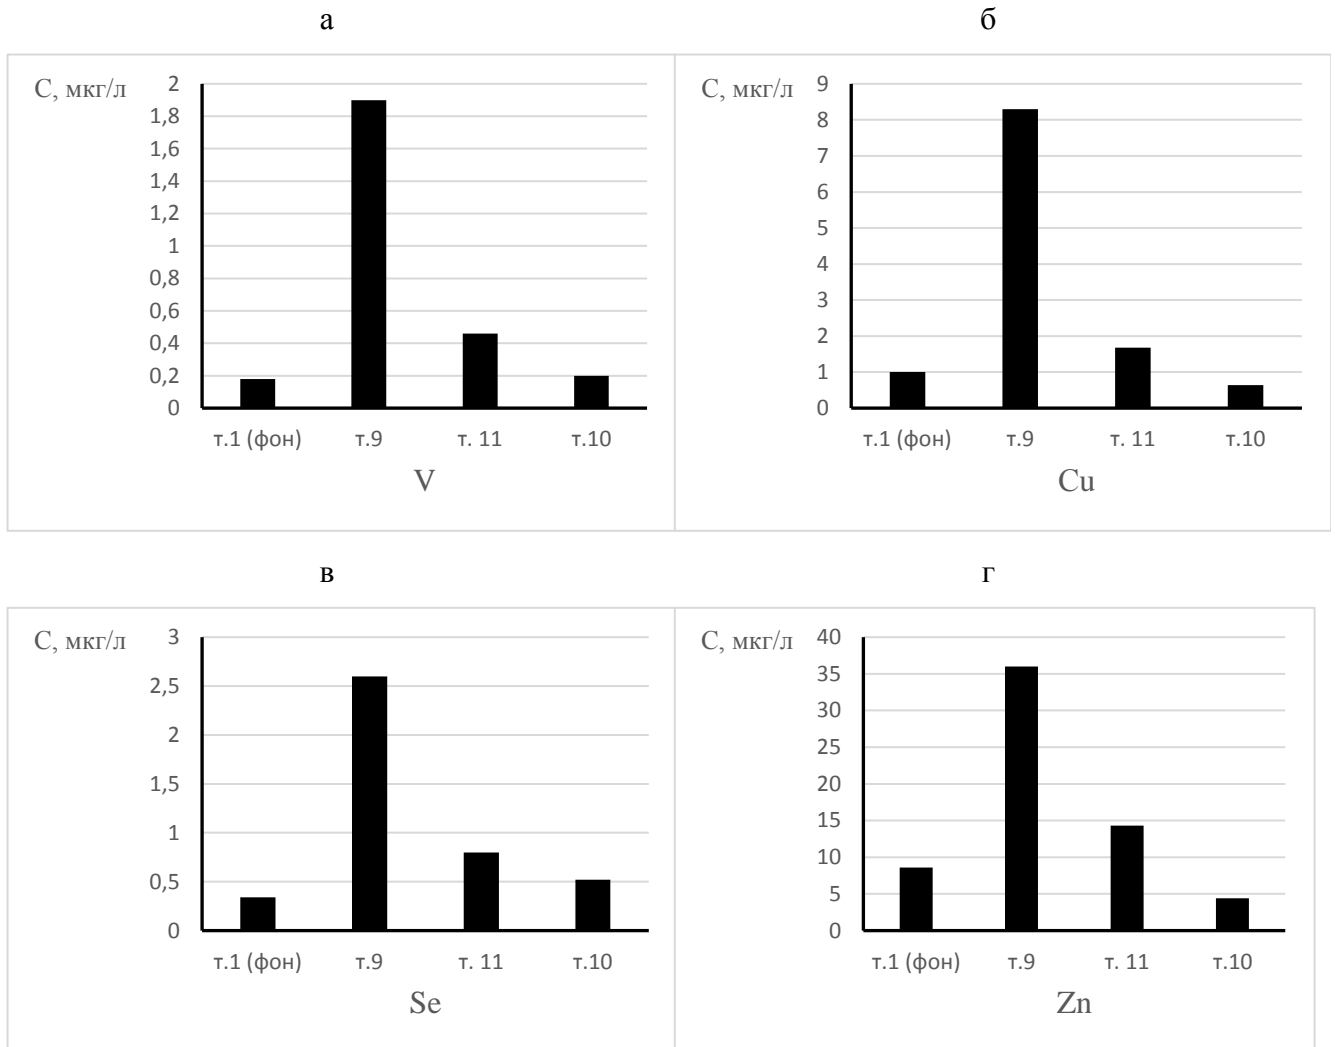 а
б
С, мкг/л
2
1,8
1,6
1,4
1,2
1
0,8
0,6
0,4
0,2
0
т.1 (фон) т.9 т. 11 т.10
V
С, мкг/л
9
8
7
6
5
4
3
2
1
0
т.1 (фон) т.9 т. 11 т.10
Cu
в
г
С, мкг/л
3
2,5
2
1,5
1
0,5
0
т.1 (фон) т.9 т. 11 т.10
Se
С, мкг/л
40
35
30
25
20
15
10
5
0
т.1 (фон) т.9 т. 11 т.10
Zn